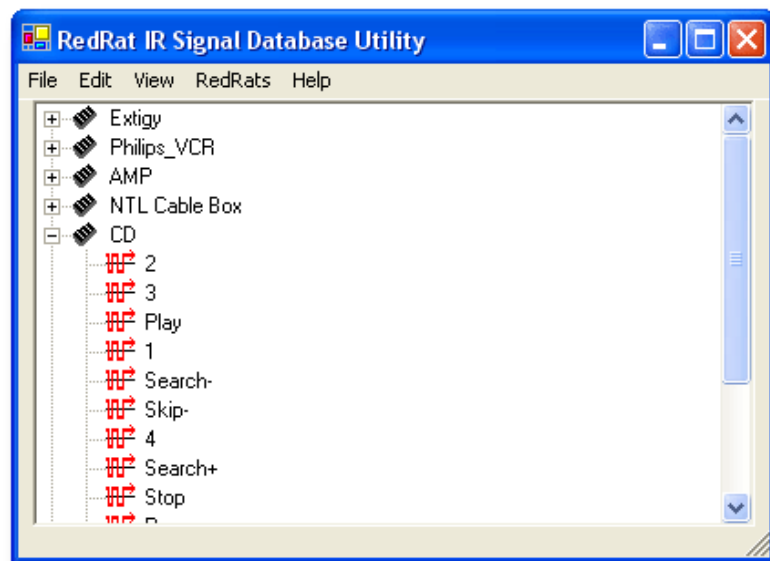 RedRat IR Signal Database Utility
File Edit View RedRats Help
Extigy
Philips_VCR
AMP
NTL Cable Box
CD
2
3
Play
1
Search-
Skip-
4
Search+
Stop